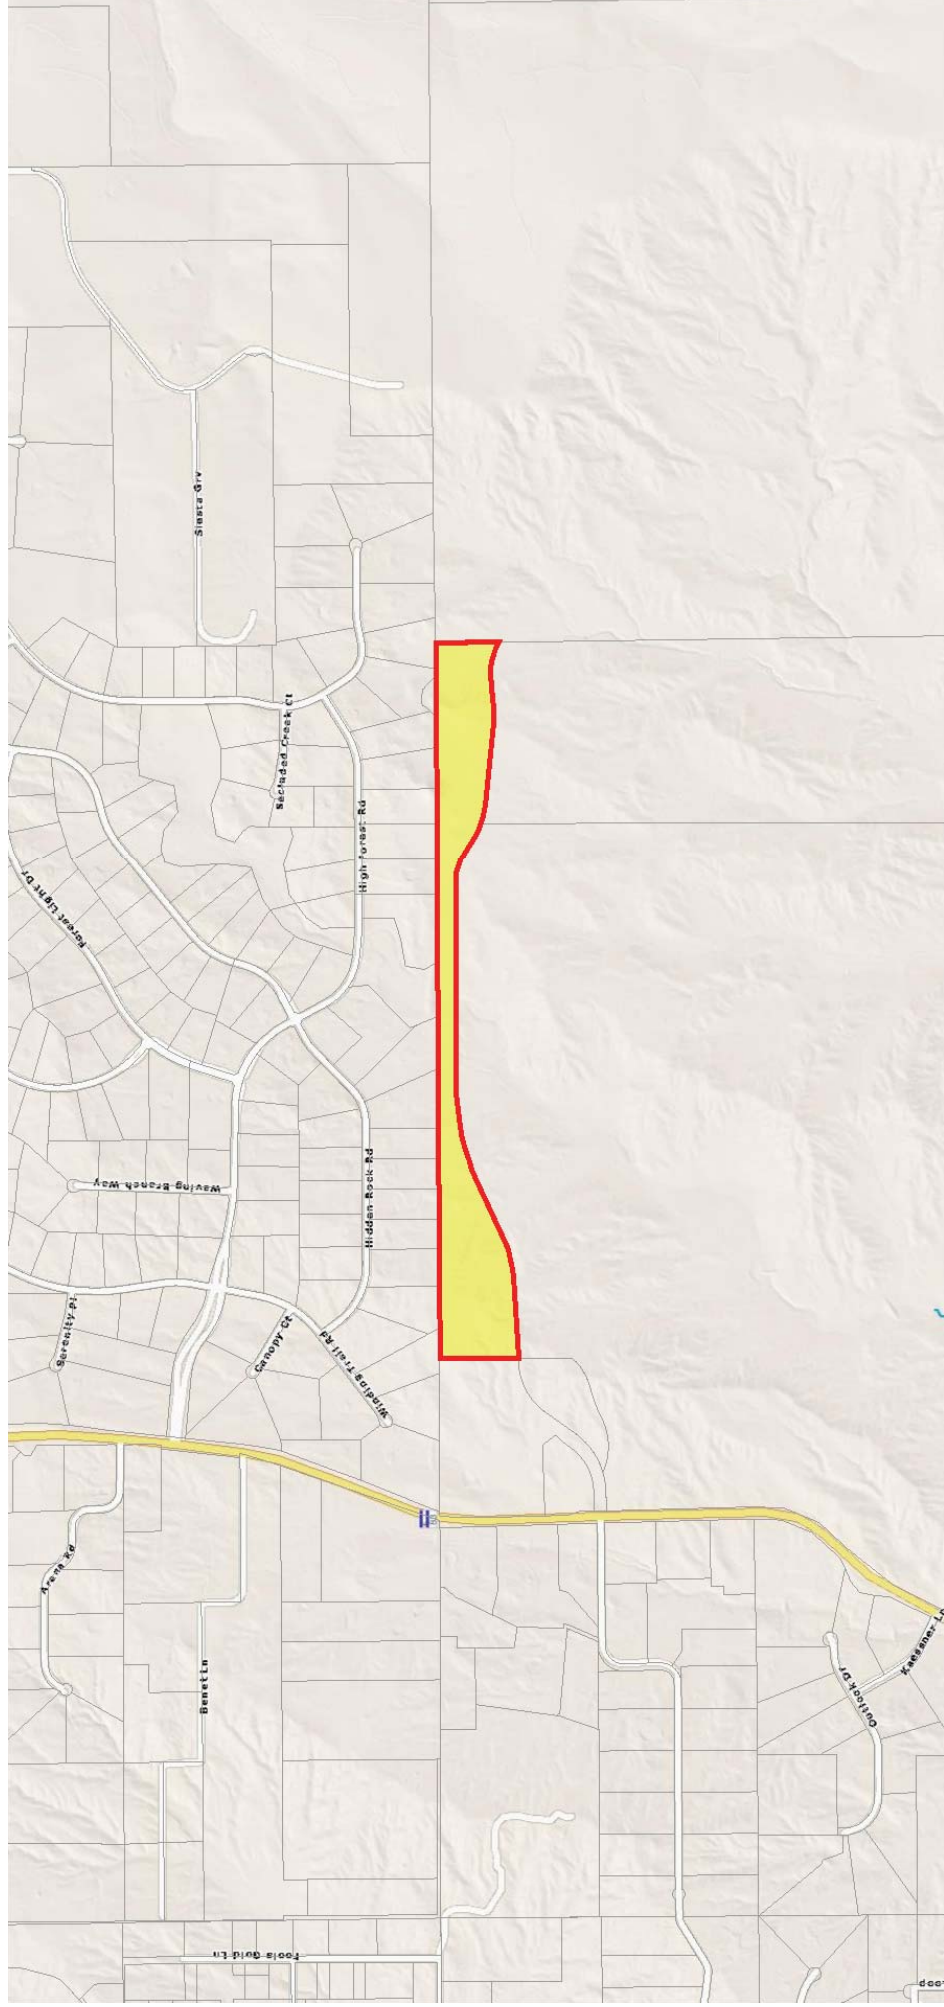 Siesta Grv
Secluded Creek Ct
High Forest Rd
Forest Light Dr
Hidden Rock Rd
Waving Branch Way
Serenity Pl
Canopy Ct
Winding Trail Rd
Arena Rd
Benet Ln
Kaessner Ln
Outlook Dr
Fools Gold Ln